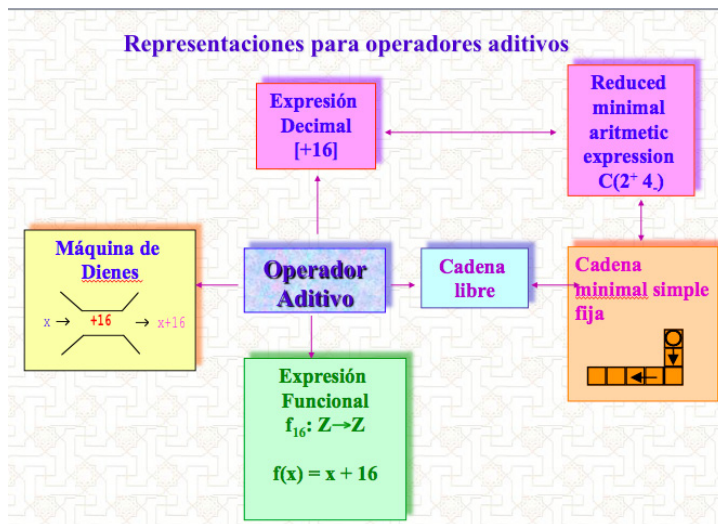 Representaciones para operadores aditivos
Expresión
Decimal
[+16]
Reduced
minimal
aritmetic
expression
C(2⁺ 4₋)
Máquina de
Dienes
x → +16 → x+16
Operador
Aditivo
Cadena
libre
Cadena
minimal simple
fija
Expresión
Funcional
f₁₆: Z→Z
f(x) = x + 16